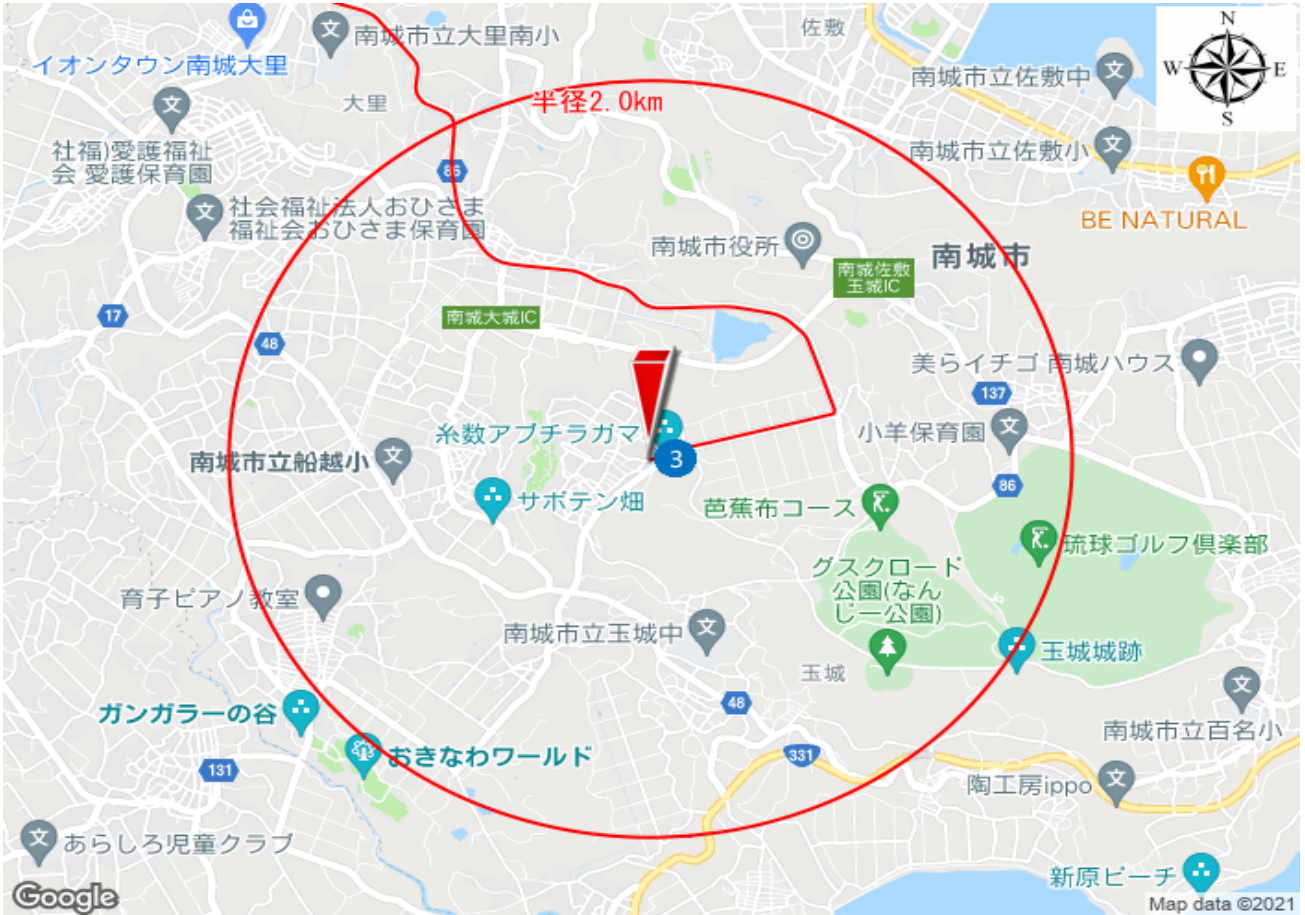 南城市立大里南小
佐敷
N
W
E
S
イオンタウン南城大里
南城市立佐敷中
大里
半径2.0km
社福)愛護福祉
会 愛護保育園
南城市立佐敷小
86
社会福祉法人おひさま
福祉会おひさま保育園
BE NATURAL
南城市役所
南城市
南城佐敷
玉城IC
17
南城大城IC
48
美らイチゴ 南城ハウス
137
糸数アブチラガマ
小羊保育園
3
南城市立船越小
86
サボテン畑
芭蕉布コース
琉球ゴルフ倶楽部
グスクロード
公園(なん
じー公園)
育子ピアノ教室
南城市立玉城中
玉城城跡
玉城
48
ガンガラーの谷
南城市立百名小
おきなわワールド
331
131
陶工房ippo
あらしろ児童クラブ
新原ビーチ
Google
Map data ©2021